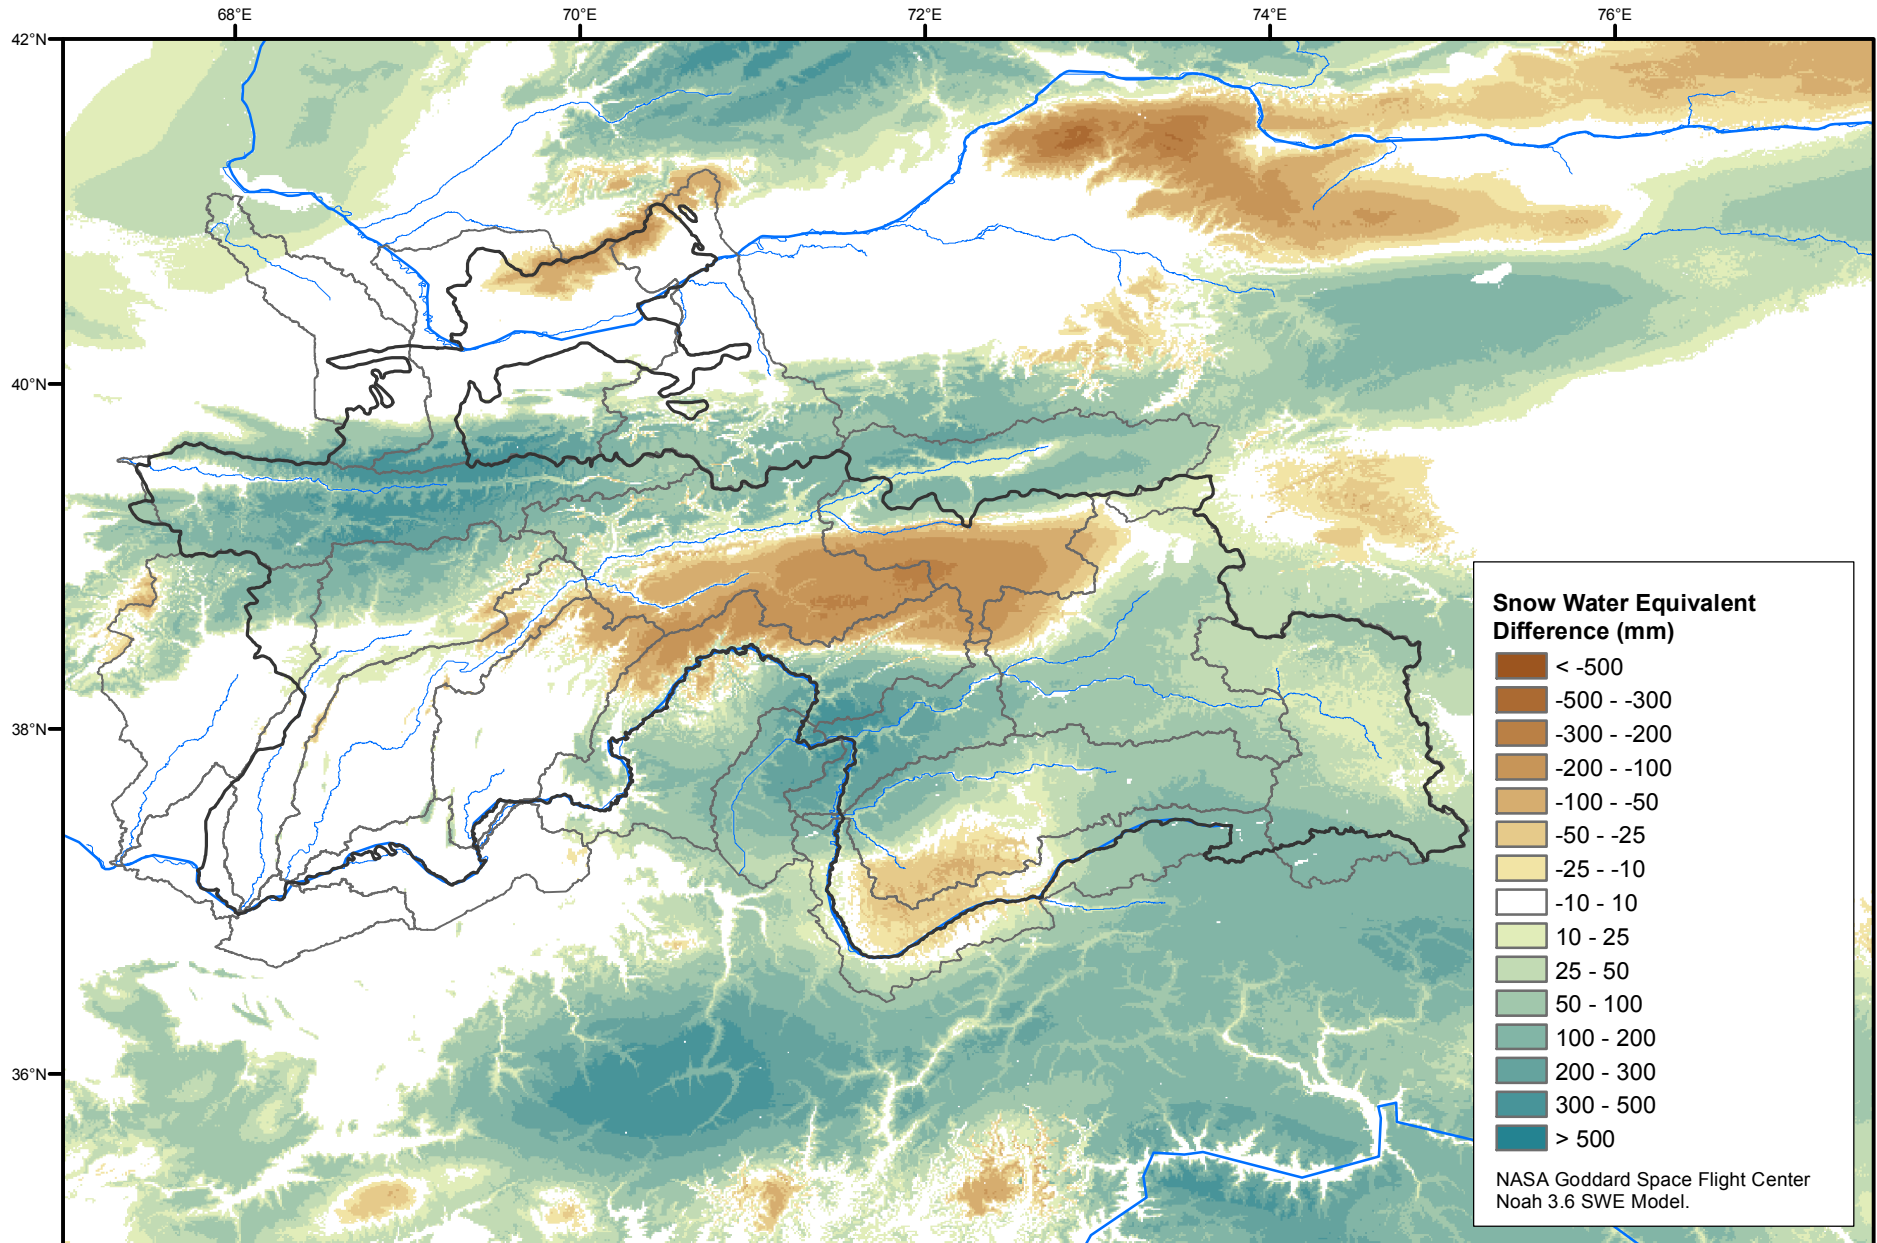 68°E
70°E
72°E
74°E
76°E
42°N
40°N
38°N
36°N
Snow Water Equivalent
Difference (mm)
< -500
-500 - -300
-300 - -200
-200 - -100
-100 - -50
-50 - -25
-25 - -10
-10 - 10
10 - 25
25 - 50
50 - 100
100 - 200
200 - 300
300 - 500
> 500
NASA Goddard Space Flight Center
Noah 3.6 SWE Model.